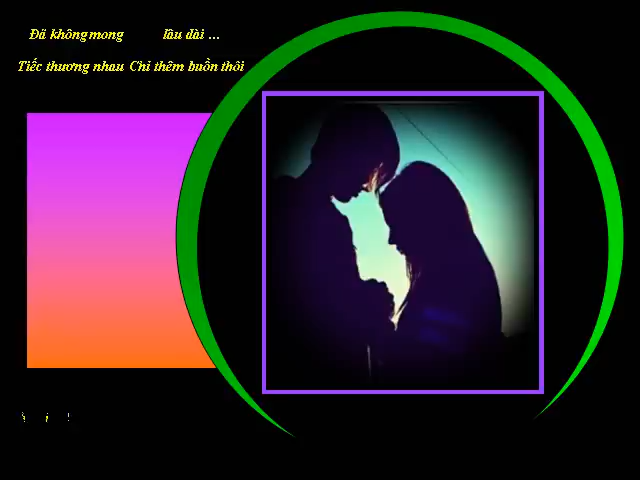 Đã không mong lâu dài ...
Tiếc thương nhau Chỉ thêm buồn thôi